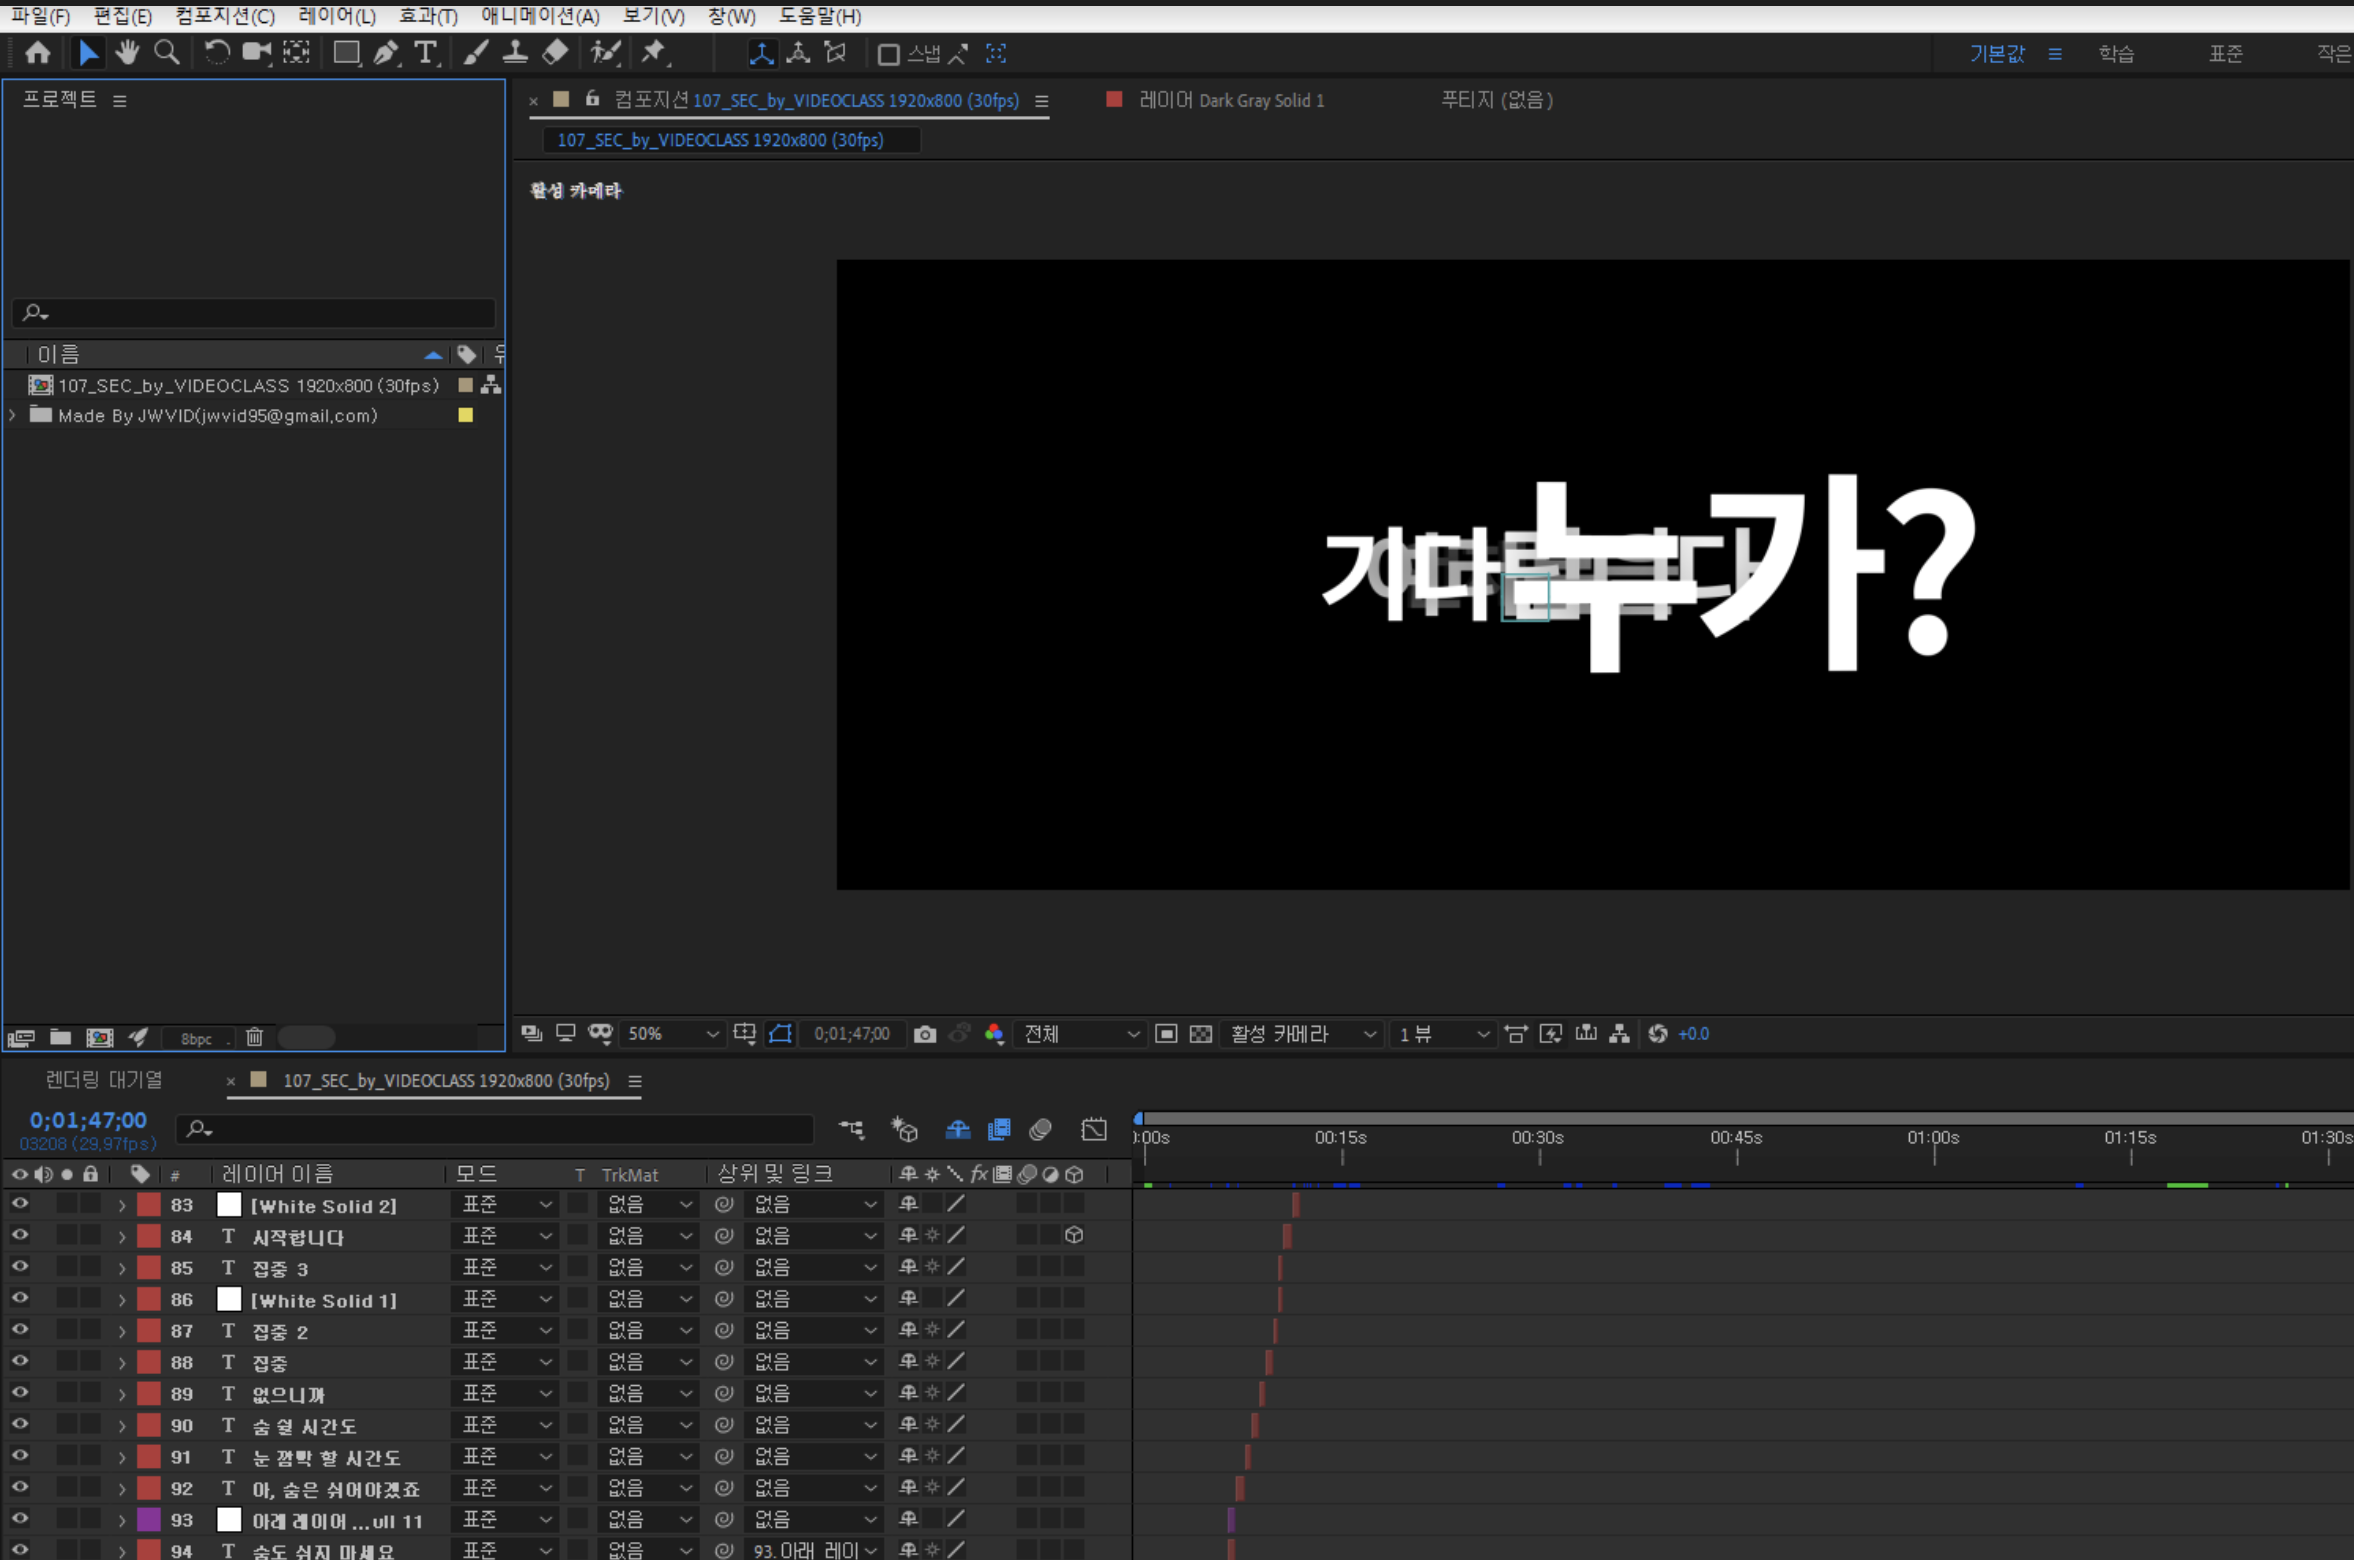 파일(F) 편집(E) 컴포지션(C) 레이어(L) 효과(T) 애니메이션(A) 보기(V) 창(W) 도움말(H)
스냅
기본값 학습 표준 작은
프로젝트
컴포지션 107_SEC_by_VIDEOCLASS 1920x800 (30fps)
레이어 Dark Gray Solid 1
푸티지 (없음)
107_SEC_by_VIDEOCLASS 1920x800 (30fps)
활성 카메라
이름
107_SEC_by_VIDEOCLASS 1920x800 (30fps)
Made By JWVID(jwvid95@gmail.com)
누가?
8bpc
50% 0;01;47;00 전체 활성 카메라 1 뷰 +0.0
렌더링 대기열
107_SEC_by_VIDEOCLASS 1920x800 (30fps)
0;01;47;00
03208 (29.97fps)
00:15s 00:30s 00:45s 01:00s 01:15s 01:30s
# 레이어 이름 모드 T TrkMat 상위 및 링크 fx
83 [White Solid 2] 표준 없음 없음
84 T 시작합니다 표준 없음 없음
85 T 집중 3 표준 없음 없음
86 [White Solid 1] 표준 없음 없음
87 T 집중 2 표준 없음 없음
88 T 집중 표준 없음 없음
89 T 없으니까 표준 없음 없음
90 T 숨 쉴 시간도 표준 없음 없음
91 T 눈 깜빡 할 시간도 표준 없음 없음
92 T 아, 숨은 쉬어야겠죠 표준 없음 없음
93 아래 레이어 ...ull 11 표준 없음 없음
94 T 숨도 쉬지 마세요 표준 없음 93. 아래 레이